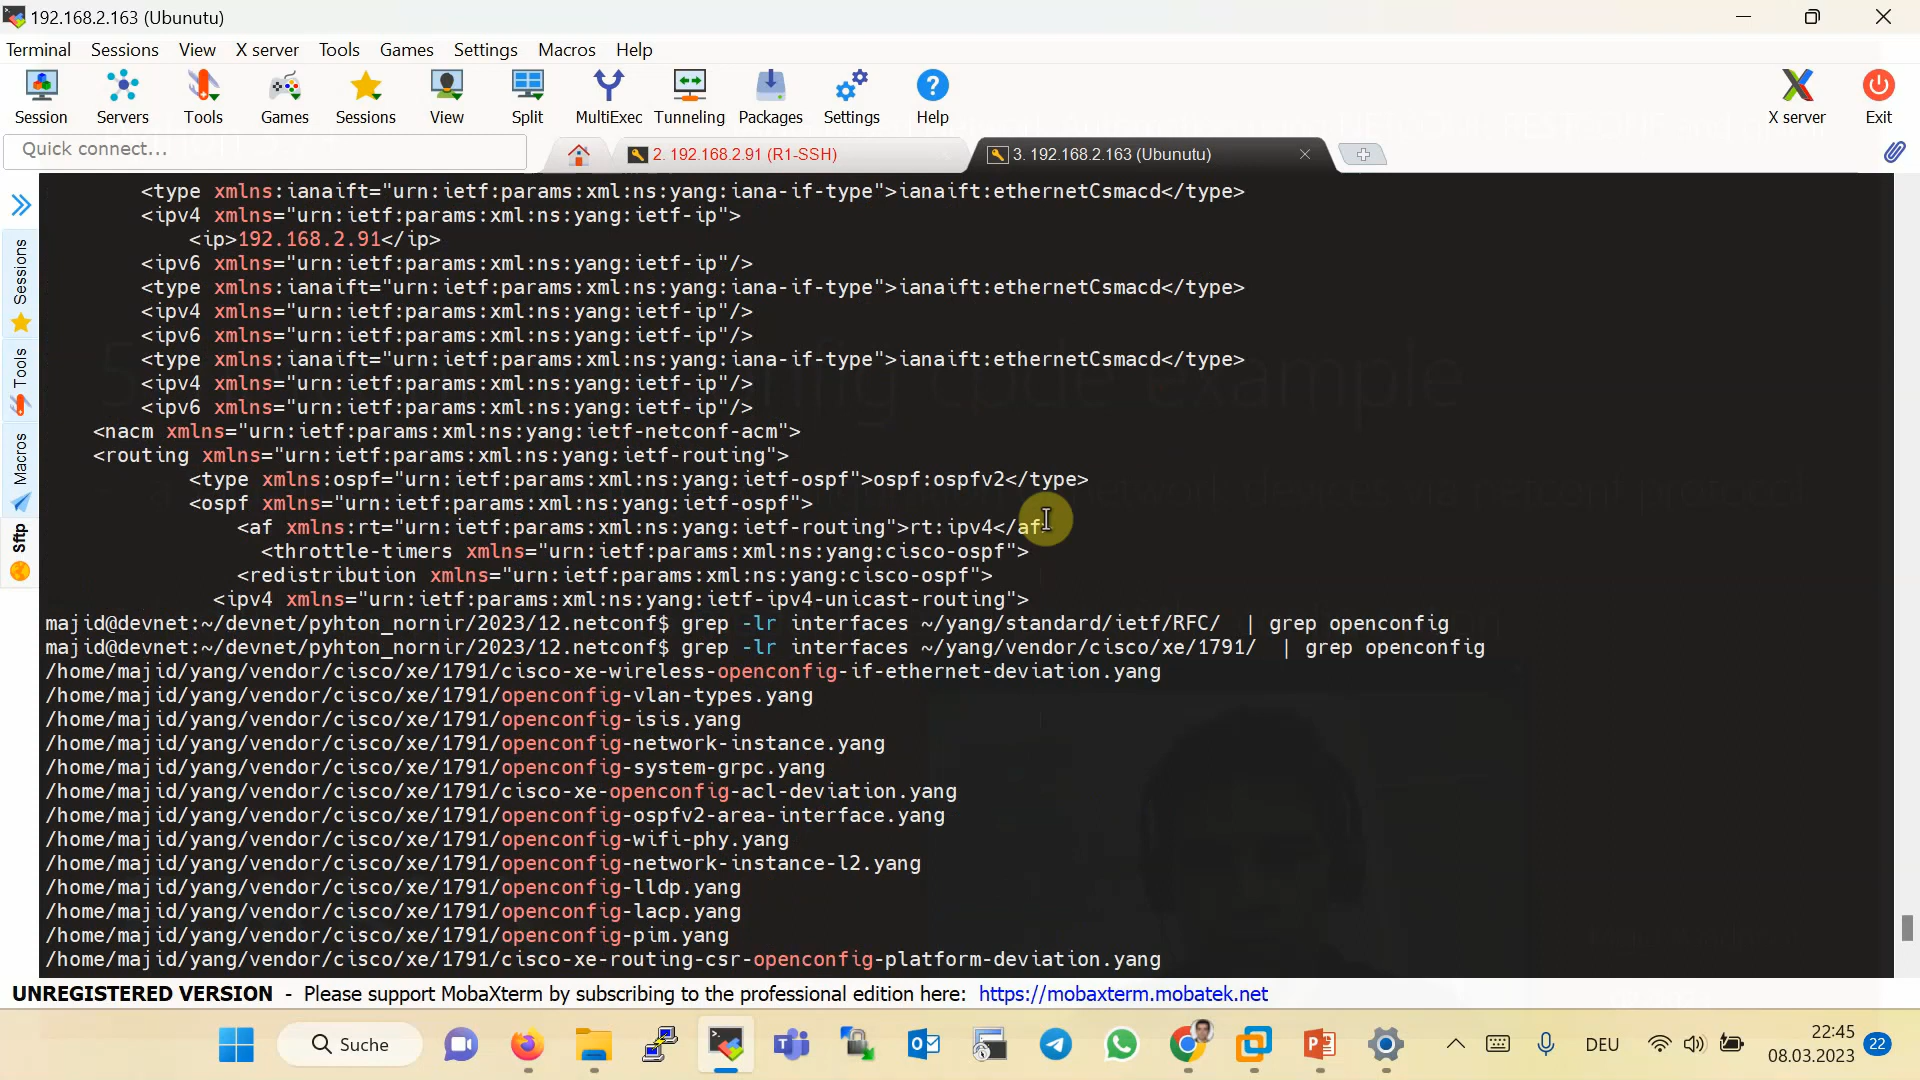 192.168.2.163 (Ubunutu)
Terminal Sessions View X server Tools Games Settings Macros Help
Session Servers Tools Games Sessions View Split MultiExec Tunneling Packages Settings Help X server Exit
Quick connect...
2. 192.168.2.91 (R1-SSH)
3. 192.168.2.163 (Ubunutu)
Sessions
Tools
Macros
Sftp
<type xmlns:ianaift="urn:ietf:params:xml:ns:yang:iana-if-type">ianaift:ethernetCsmacd</type>
<ipv4 xmlns="urn:ietf:params:xml:ns:yang:ietf-ip">
<ip>192.168.2.91</ip>
<ipv6 xmlns="urn:ietf:params:xml:ns:yang:ietf-ip"/>
<type xmlns:ianaift="urn:ietf:params:xml:ns:yang:iana-if-type">ianaift:ethernetCsmacd</type>
<ipv4 xmlns="urn:ietf:params:xml:ns:yang:ietf-ip"/>
<ipv6 xmlns="urn:ietf:params:xml:ns:yang:ietf-ip"/>
<type xmlns:ianaift="urn:ietf:params:xml:ns:yang:iana-if-type">ianaift:ethernetCsmacd</type>
<ipv4 xmlns="urn:ietf:params:xml:ns:yang:ietf-ip"/>
<ipv6 xmlns="urn:ietf:params:xml:ns:yang:ietf-ip"/>
<nacm xmlns="urn:ietf:params:xml:ns:yang:ietf-netconf-acm">
<routing xmlns="urn:ietf:params:xml:ns:yang:ietf-routing">
<type xmlns:ospf="urn:ietf:params:xml:ns:yang:ietf-ospf">ospf:ospfv2</type>
<ospf xmlns="urn:ietf:params:xml:ns:yang:ietf-ospf">
<af xmlns:rt="urn:ietf:params:xml:ns:yang:ietf-routing">rt:ipv4</af>
<throttle-timers xmlns="urn:ietf:params:xml:ns:yang:cisco-ospf">
<redistribution xmlns="urn:ietf:params:xml:ns:yang:cisco-ospf">
<ipv4 xmlns="urn:ietf:params:xml:ns:yang:ietf-ipv4-unicast-routing">
majid@devnet:~/devnet/pyhton_nornir/2023/12.netconf$ grep -lr interfaces ~/yang/standard/ietf/RFC/ | grep openconfig
majid@devnet:~/devnet/pyhton_nornir/2023/12.netconf$ grep -lr interfaces ~/yang/vendor/cisco/xe/1791/ | grep openconfig
/home/majid/yang/vendor/cisco/xe/1791/cisco-xe-wireless-openconfig-if-ethernet-deviation.yang
/home/majid/yang/vendor/cisco/xe/1791/openconfig-vlan-types.yang
/home/majid/yang/vendor/cisco/xe/1791/openconfig-isis.yang
/home/majid/yang/vendor/cisco/xe/1791/openconfig-network-instance.yang
/home/majid/yang/vendor/cisco/xe/1791/openconfig-system-grpc.yang
/home/majid/yang/vendor/cisco/xe/1791/cisco-xe-openconfig-acl-deviation.yang
/home/majid/yang/vendor/cisco/xe/1791/openconfig-ospfv2-area-interface.yang
/home/majid/yang/vendor/cisco/xe/1791/openconfig-wifi-phy.yang
/home/majid/yang/vendor/cisco/xe/1791/openconfig-network-instance-l2.yang
/home/majid/yang/vendor/cisco/xe/1791/openconfig-lldp.yang
/home/majid/yang/vendor/cisco/xe/1791/openconfig-lacp.yang
/home/majid/yang/vendor/cisco/xe/1791/openconfig-pim.yang
/home/majid/yang/vendor/cisco/xe/1791/cisco-xe-routing-csr-openconfig-platform-deviation.yang
UNREGISTERED VERSION - Please support MobaXterm by subscribing to the professional edition here: https://mobaxterm.mobatek.net
Suche
DEU
22:45
08.03.2023
22